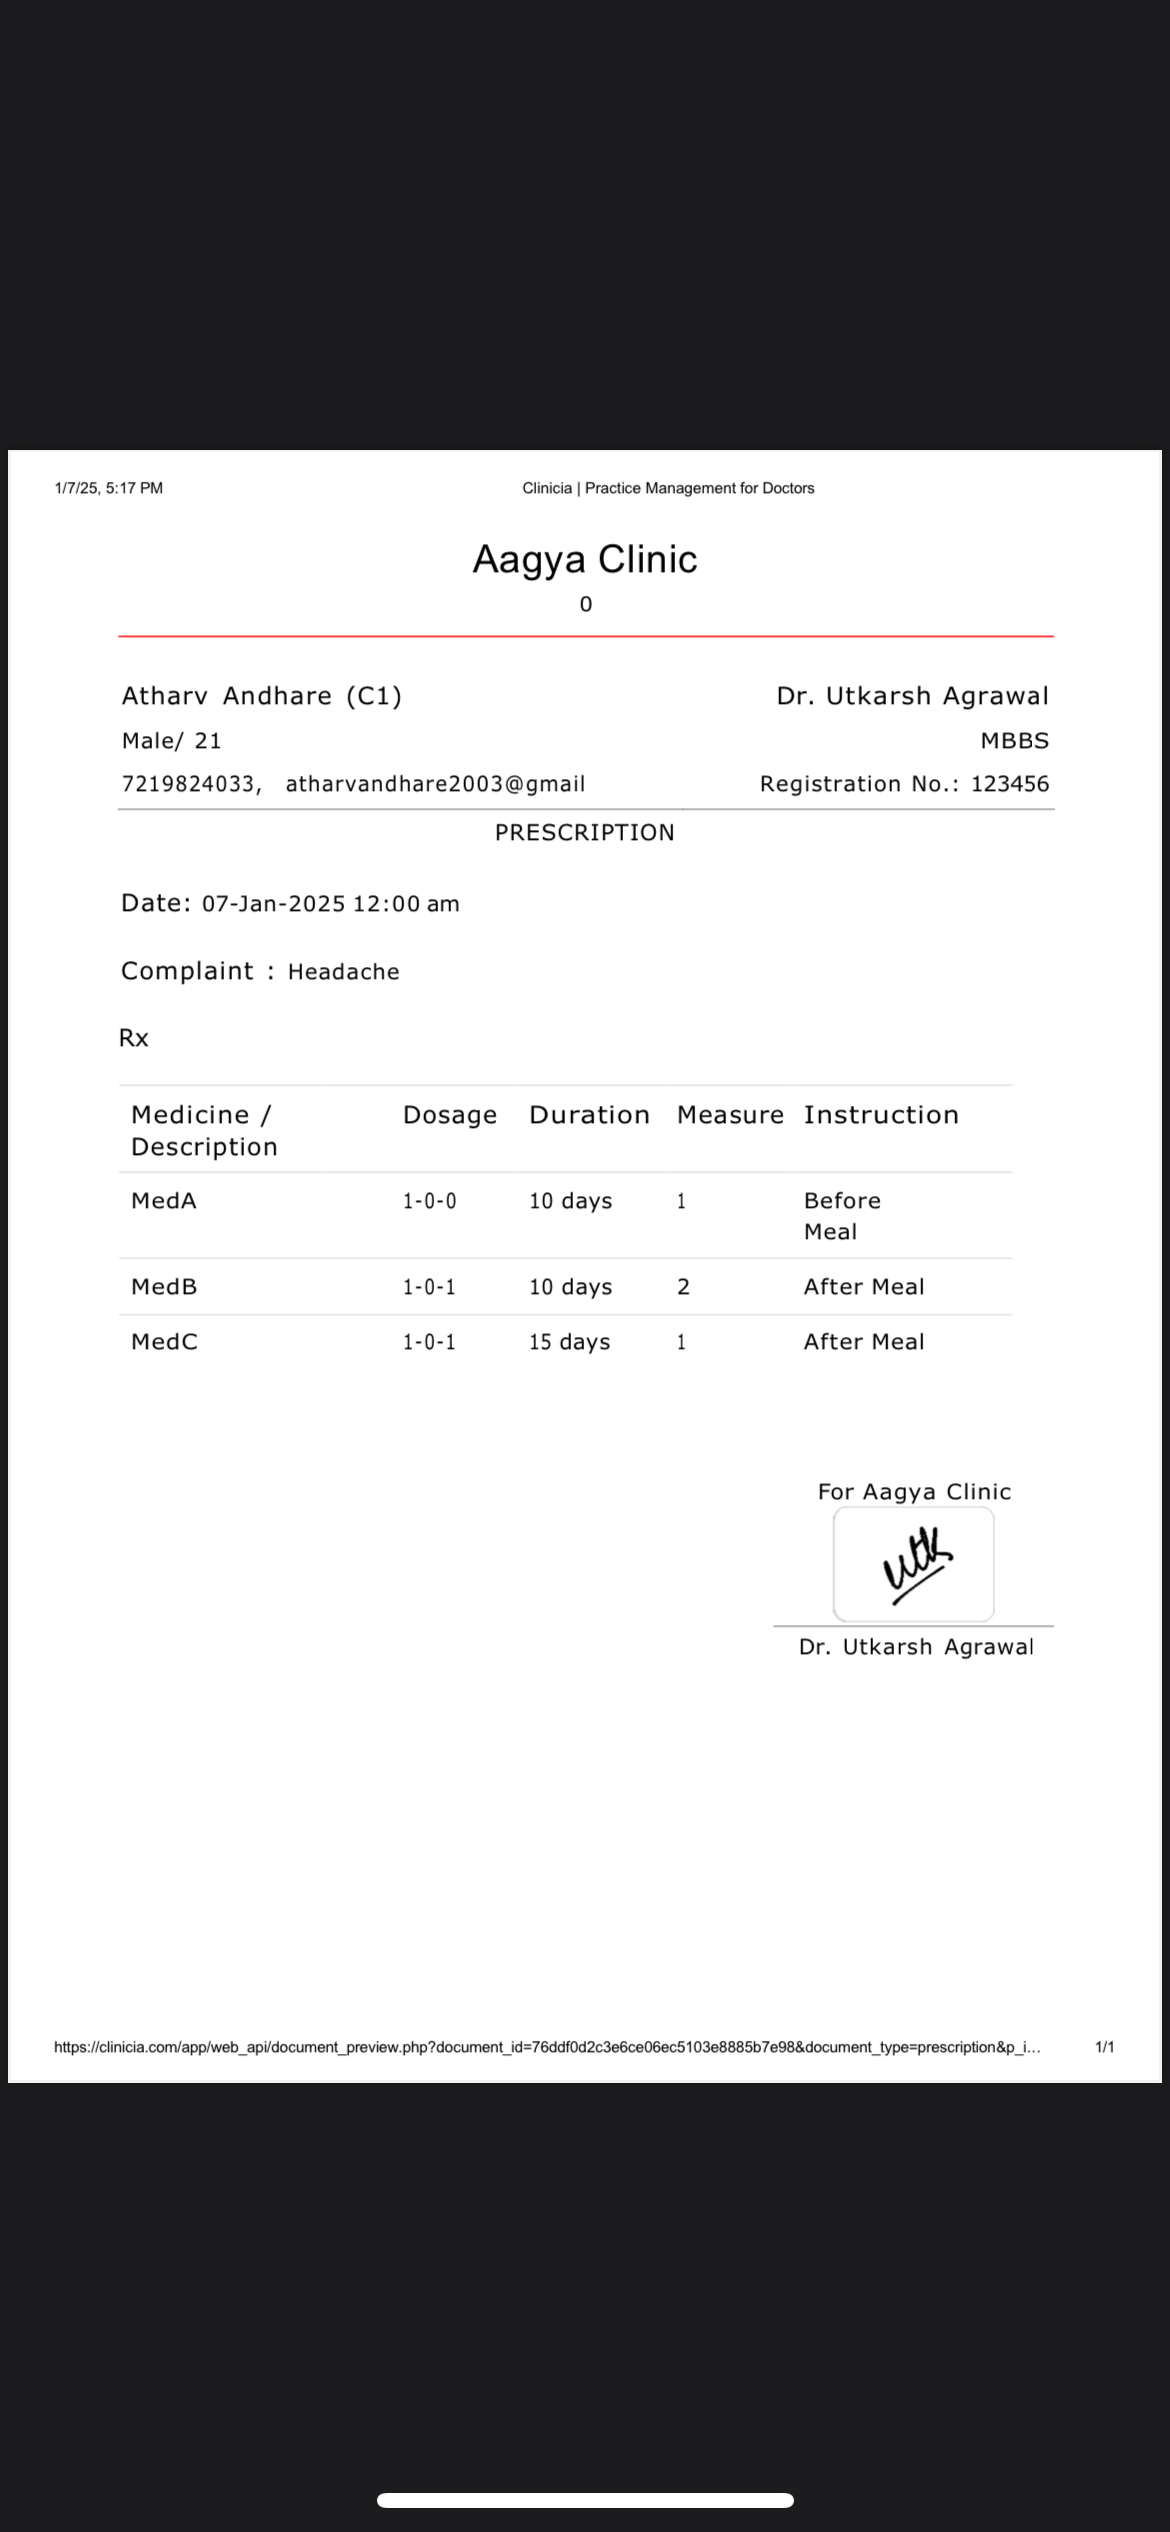 1/7/25, 5:17 PM Clinicia | Practice Management for Doctors
Aagya Clinic
0
Atharv Andhare (C1) Dr. Utkarsh Agrawal
Male/ 21 MBBS
7219824033, atharvandhare2003@gmail Registration No.: 123456
PRESCRIPTION
Date: 07-Jan-2025 12:00 am
Complaint : Headache
Rx
Medicine / Dosage Duration Measure Instruction
Description
MedA 1-0-0 10 days 1 Before
Meal
MedB 1-0-1 10 days 2 After Meal
MedC 1-0-1 15 days 1 After Meal
For Aagya Clinic
utk
Dr. Utkarsh Agrawal
https://clinicia.com/app/web_api/document_preview.php?document_id=76ddf0d2c3e6ce06ec5103e8885b7e98&document_type=prescription&p_i... 1/1